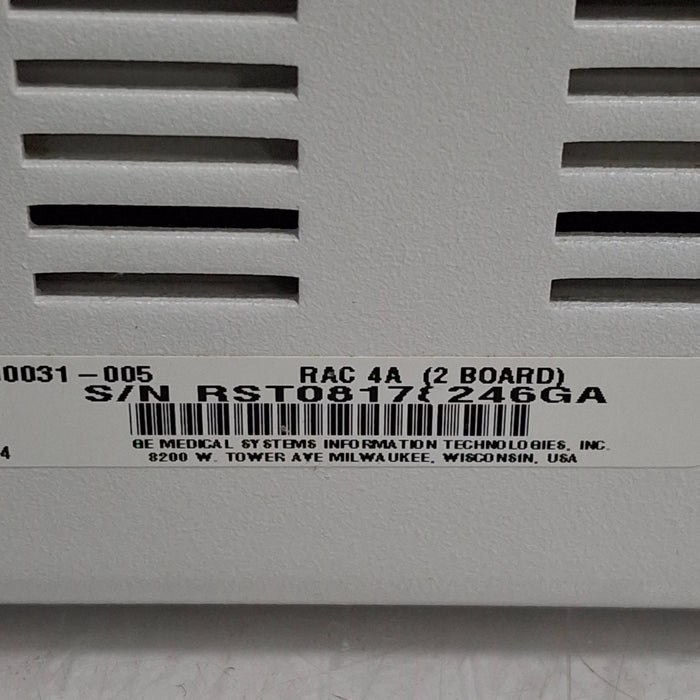 0031-005 RAC 4A (2 BOARD)
S/N
GE MEDICAL SYSTEMS INFORMATION TECHNOLOGIES, INC.
4 8200 W. TOWER AVE MILWAUKEE, WISCONSIN, USA